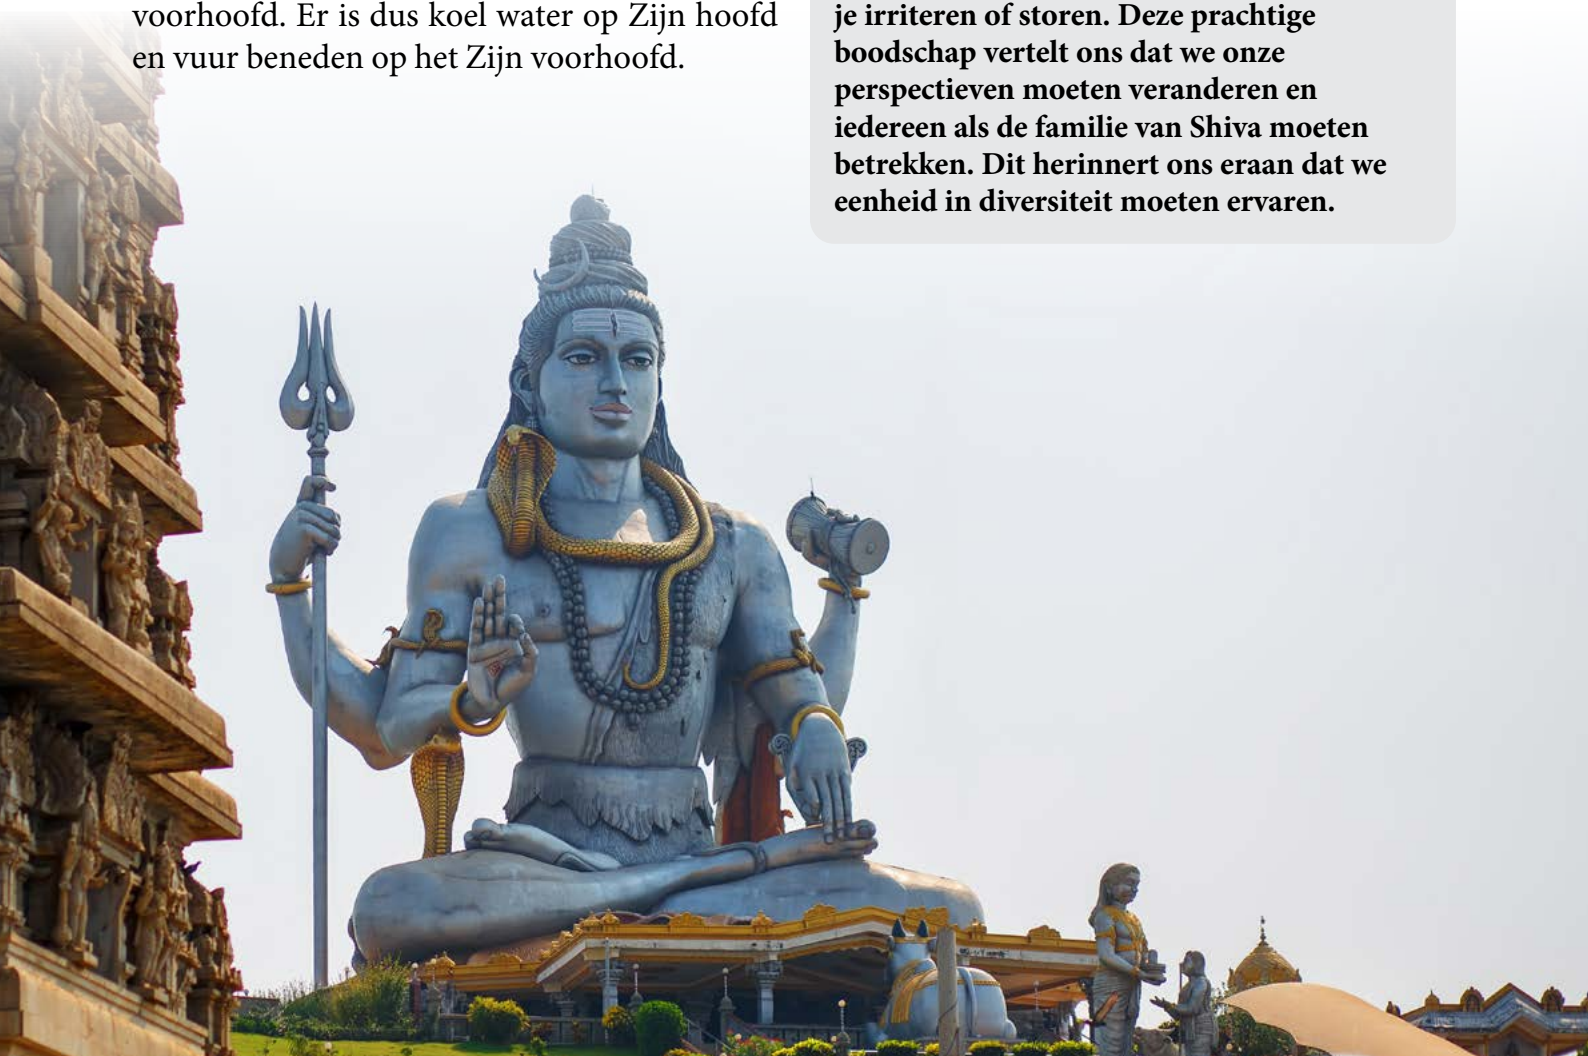 voorhoofd. Er is dus koel water op Zijn hoofd
en vuur beneden op het Zijn voorhoofd.
je irriteren of storen. Deze prachtige
boodschap vertelt ons dat we onze
perspectieven moeten veranderen en
iedereen als de familie van Shiva moeten
betrekken. Dit herinnert ons eraan dat we
eenheid in diversiteit moeten ervaren.